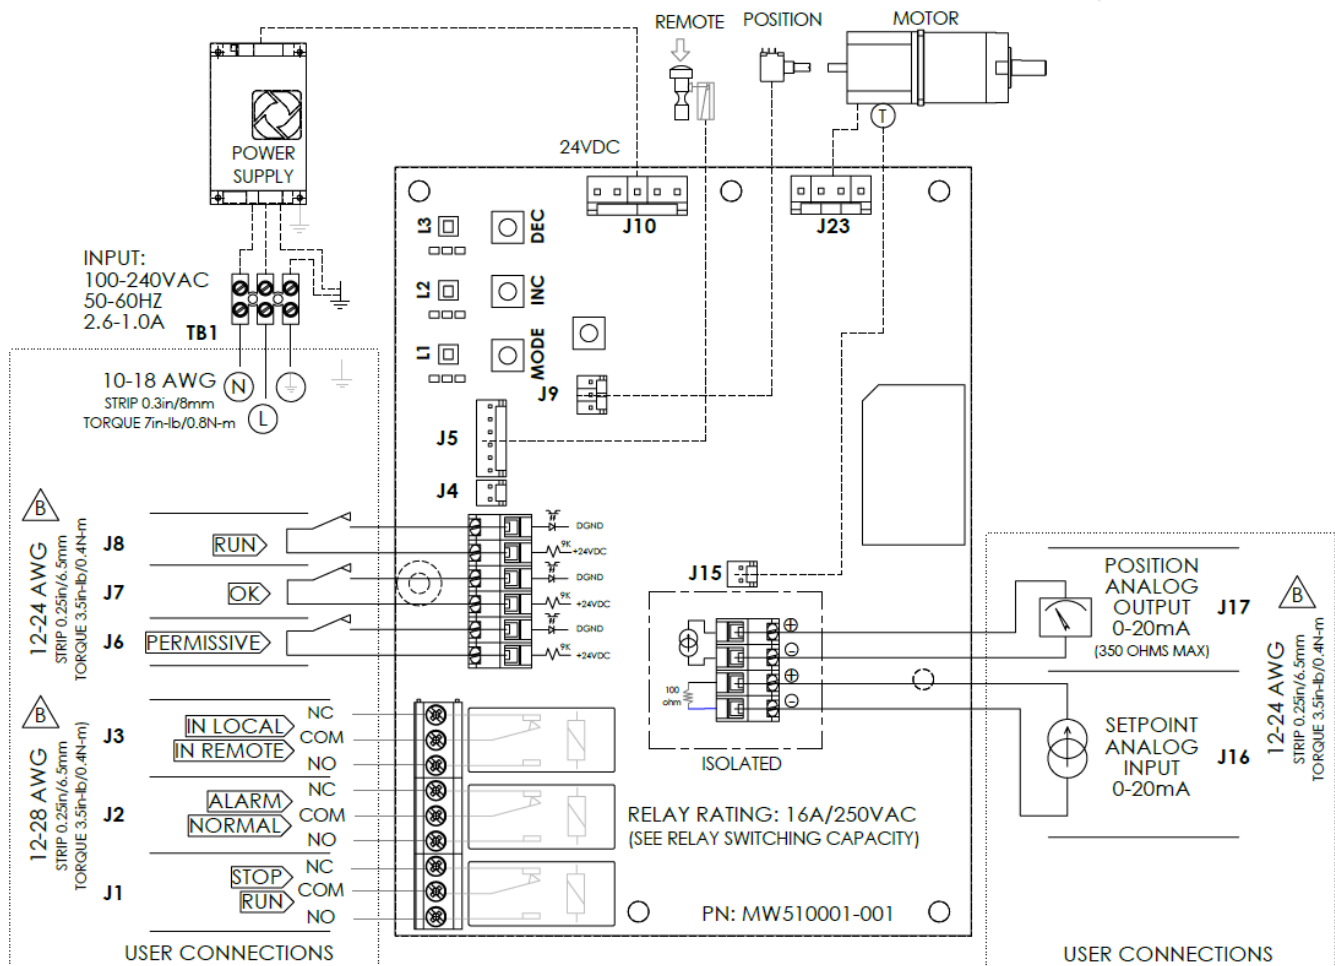 REMOTE
POSITION
MOTOR
T
POWER
SUPPLY
24VDC
J10
J23
INPUT:
100-240VAC
50-60HZ
2.6-1.0A
TB1
10-18 AWG
STRIP 0.3in/8mm
TORQUE 7in-lb/0.8N-m
N
L
L3
DEC
L2
INC
L1
MODE
J9
J5
J4
B
12-24 AWG
STRIP 0.25in/6.5mm
TORQUE 3.5in-lb/0.4N-m
J8
RUN
DGND
9K
+24VDC
J7
OK
DGND
9K
+24VDC
J6
PERMISSIVE
DGND
9K
+24VDC
B
12-28 AWG
STRIP 0.25in/6.5mm
TORQUE 3.5in-lb/0.4N-m)
J3
IN LOCAL
IN REMOTE
NC
COM
NO
J2
ALARM
NORMAL
NC
COM
NO
J1
STOP
RUN
NC
COM
NO
USER CONNECTIONS
J15
+
-
+
-
100
ohm
ISOLATED
RELAY RATING: 16A/250VAC
(SEE RELAY SWITCHING CAPACITY)
PN: MW510001-001
POSITION
ANALOG
OUTPUT
0-20mA
(350 OHMS MAX)
J17
SETPOINT
ANALOG
INPUT
0-20mA
J16
B
12-24 AWG
STRIP 0.25in/6.5mm
TORQUE 3.5in-lb/0.4N-m
USER CONNECTIONS